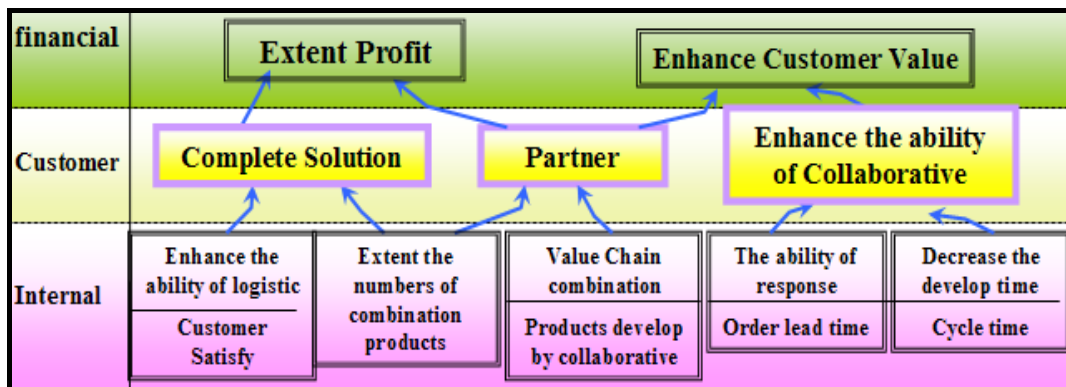 financial
Extent Profit
Enhance Customer Value
Customer
Complete Solution
Partner
Enhance the ability
of Collaborative
Internal
Enhance the
ability of logistic
Customer
Satisfy
Extent the
numbers of
combination
products
Value Chain
combination
Products develop
by collaborative
The ability of
response
Order lead time
Decrease the
develop time
Cycle time